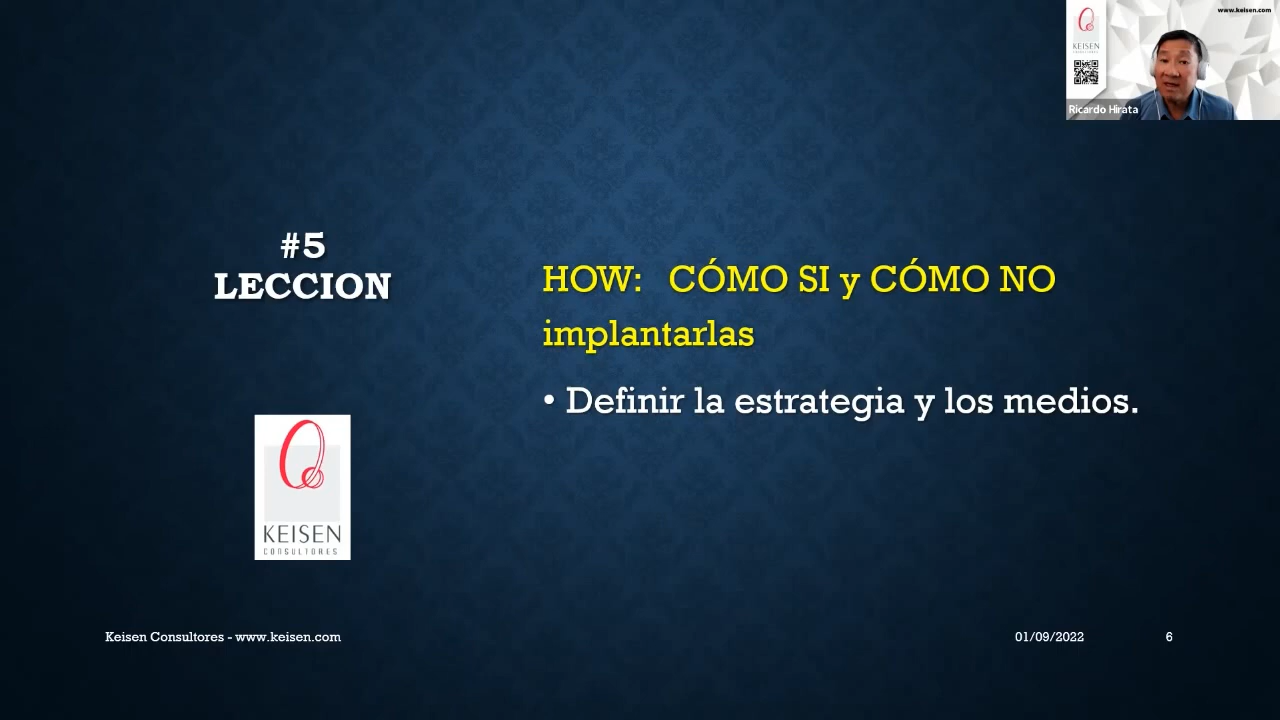 www.keisen.com
KEISEN
CONSULTORES
Ricardo Hirata
#5
LECCION
HOW: CÓMO SI y CÓMO NO
implantarlas
• Definir la estrategia y los medios.
KEISEN
CONSULTORES
Keisen Consultores - www.keisen.com
01/09/2022
6